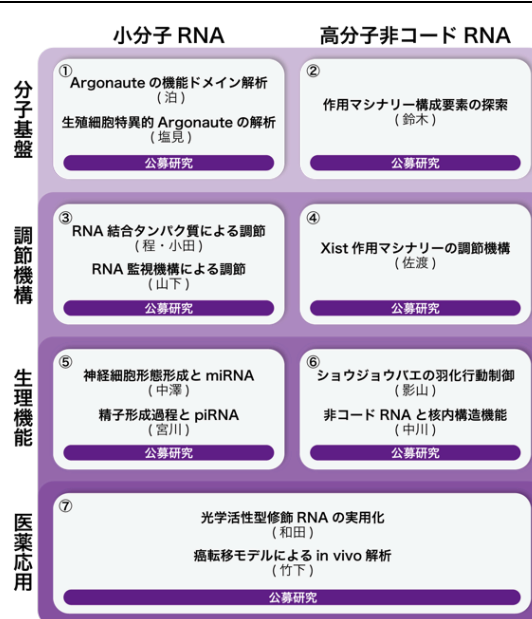 小分子 RNA
高分子非コード RNA
分子基盤
①
Argonaute の機能ドメイン解析
( 泊 )
生殖細胞特異的 Argonaute の解析
( 塩見 )
公募研究
②
作用マシナリー構成要素の探索
( 鈴木 )
公募研究
調節機構
③
RNA 結合タンパク質による調節
( 程・小田 )
RNA 監視機構による調節
( 山下 )
公募研究
④
Xist 作用マシナリーの調節機構
( 佐渡 )
公募研究
生理機能
⑤
神経細胞形態形成と miRNA
( 中澤 )
精子形成過程と piRNA
( 宮川 )
公募研究
⑥
ショウジョウバエの羽化行動制御
( 影山 )
非コード RNA と核内構造機能
( 中川 )
公募研究
医薬応用
⑦
光学活性型修飾 RNA の実用化
( 和田 )
癌転移モデルによる in vivo 解析
( 竹下 )
公募研究